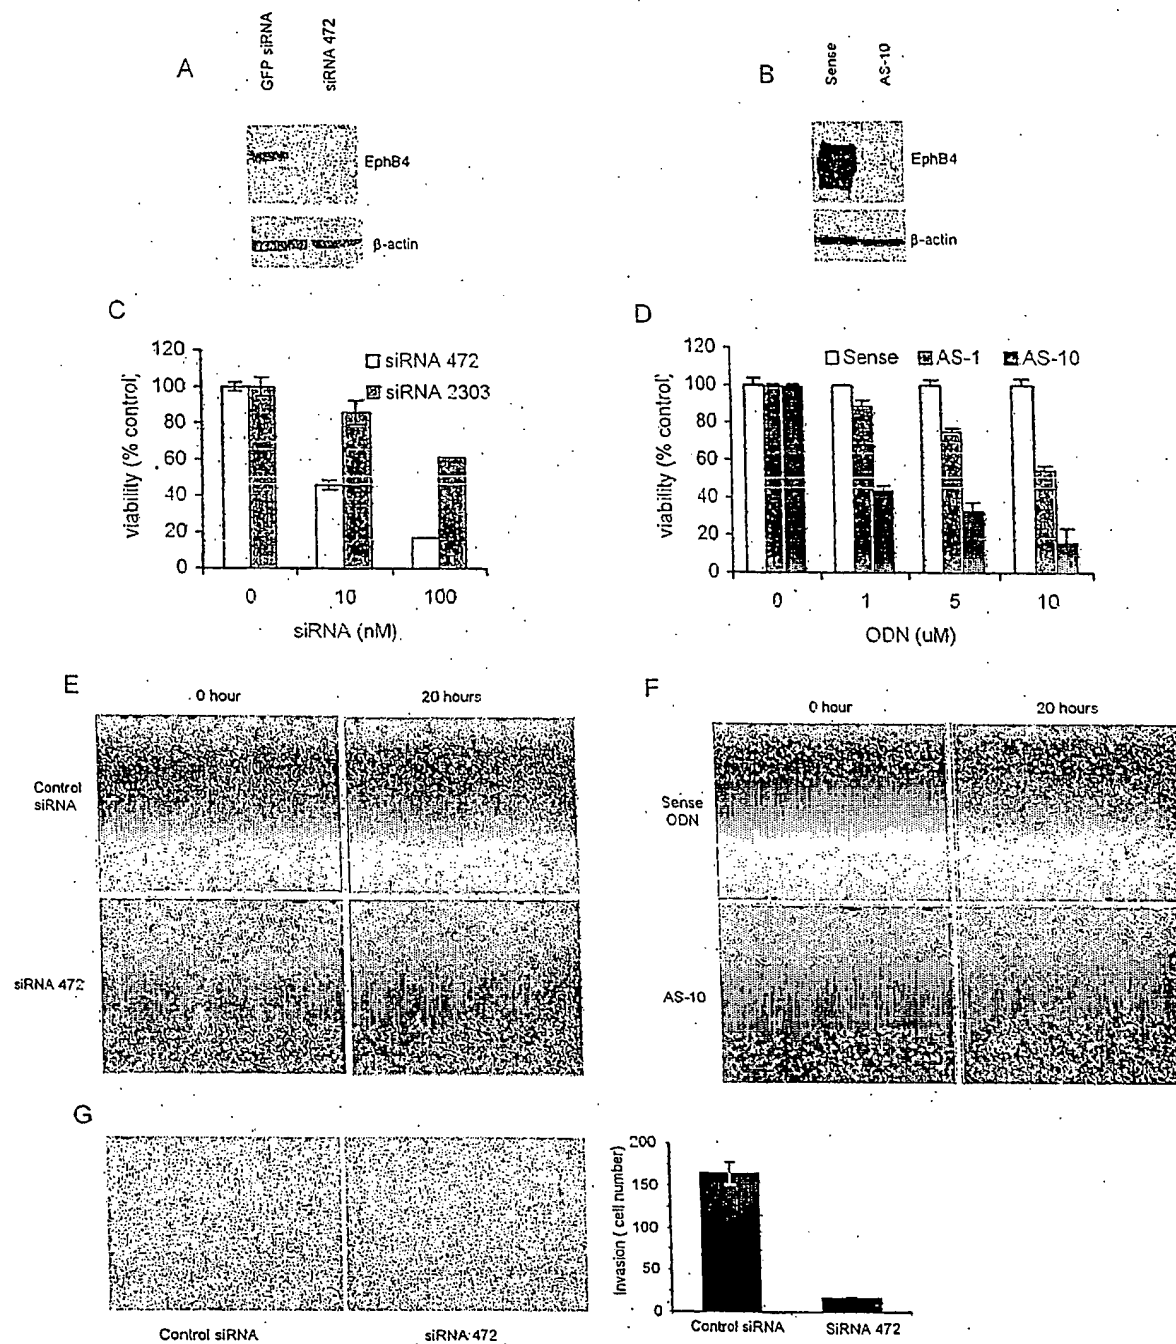 A
GFP siRNA
siRNA 472
EphB4
β-actin
B
Sense
AS-10
EphB4
β-actin
C
siRNA 472
siRNA 2303
viability (% control)
120
100
80
60
40
20
0
0 10 100
siRNA (nM)
D
Sense AS-1 AS-10
viability (% control)
120
100
80
60
40
20
0
0 1 5 10
ODN (uM)
E
0 hour 20 hours
Control
siRNA
siRNA 472
F
0 hour 20 hours
Sense
ODN
AS-10
G
Control siRNA siRNA 472
Invasion ( cell number)
200
150
100
50
0
Control siRNA SiRNA 472